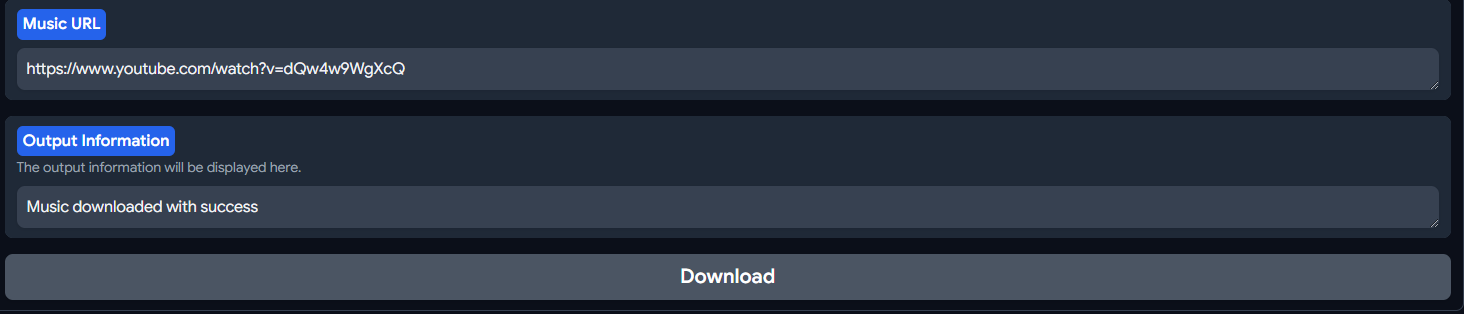 Music URL
https://www.youtube.com/watch?v=dQw4w9WgXcQ
Output Information
The output information will be displayed here.
Music downloaded with success
Download